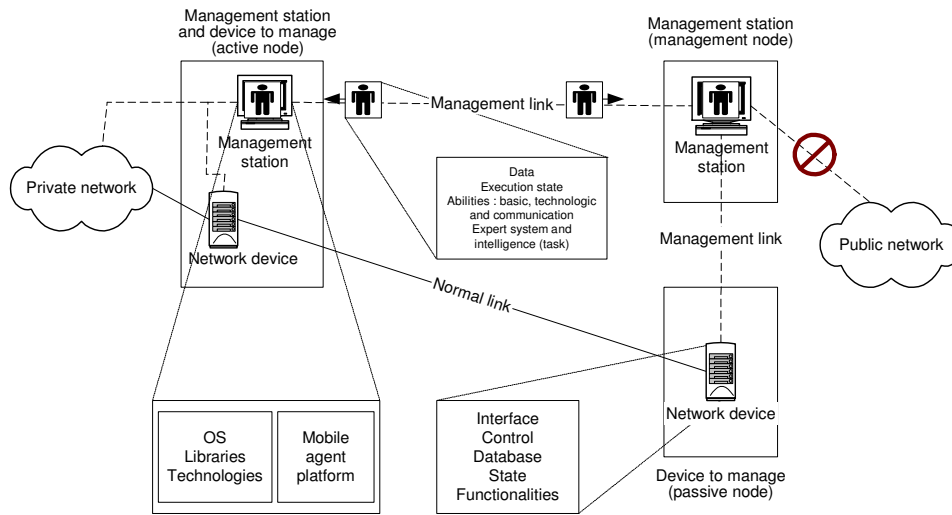 Management station
and device to manage
(active node)
Management station
(management node)
Management link
Management
station
Management
station
Data
Execution state
Abilities : basic, technologic
and communication
Expert system and
intelligence (task)
Private network
Management link
Public network
Network device
Normal link
OS
Libraries
Technologies
Mobile
agent
platform
Interface
Control
Database
State
Functionalities
Network device
Device to manage
(passive node)